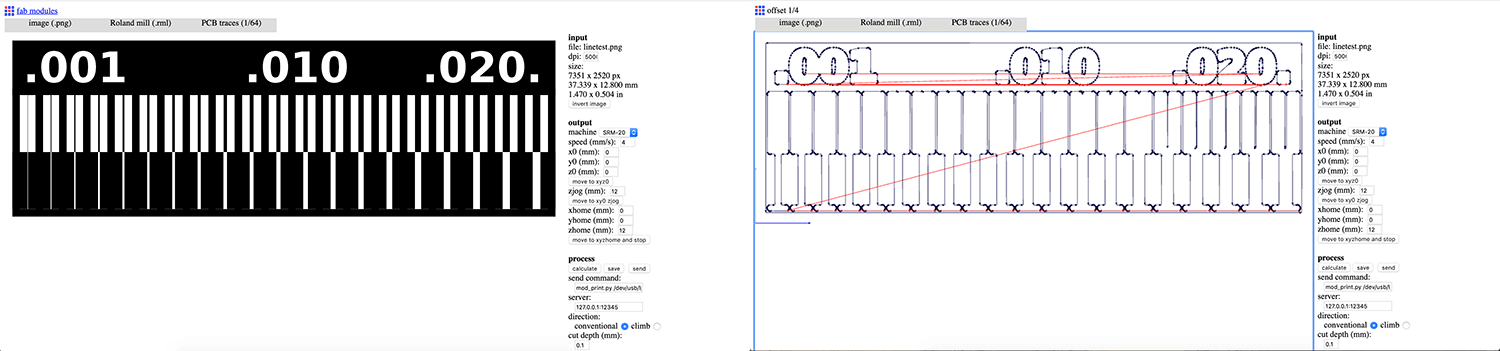 fab modules
image (.png) Roland mill (.rml) PCB traces (1/64)
.001 .010 .020.
input
file: linetest.png
dpi: 500
size:
7351 x 2520 px
37.339 x 12.800 mm
1.470 x 0.504 in
invert image
output
machine SRM-20
speed (mm/s): 4
x0 (mm): 0
y0 (mm): 0
z0 (mm): 0
move to xyz0
zjog (mm): 12
move to xy0 zjog
xhome (mm): 0
yhome (mm): 0
zhome (mm): 12
move to xyzhome and stop
process
calculate save send
send command:
mod_print.py /dev/usb/l
server:
127.0.0.1:12345
direction:
conventional climb
cut depth (mm):
0.1
offset 1/4
image (.png) Roland mill (.rml) PCB traces (1/64)
.001 .010 .020.
input
file: linetest.png
dpi: 500
size:
7351 x 2520 px
37.339 x 12.800 mm
1.470 x 0.504 in
invert image
output
machine SRM-20
speed (mm/s): 4
x0 (mm): 0
y0 (mm): 0
z0 (mm): 0
move to xyz0
zjog (mm): 12
move to xy0 zjog
xhome (mm): 0
yhome (mm): 0
zhome (mm): 12
move to xyzhome and stop
process
calculate save send
send command:
mod_print.py /dev/usb/l
server:
127.0.0.1:12345
direction:
conventional climb
cut depth (mm):
0.1